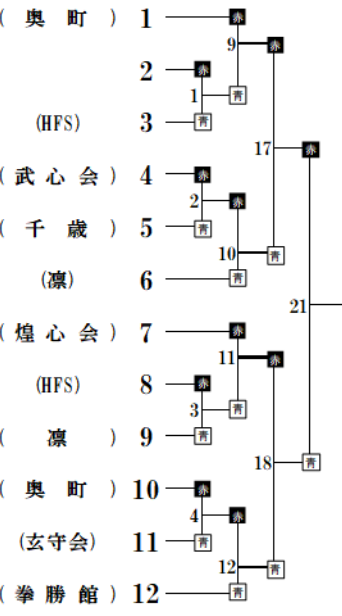 (奥町) 1 赤
9 赤
2 赤
1 青
(HFS) 3 青
17 赤
(武心会) 4 赤
2 赤
(千歳) 5 青
10 青
(凛) 6 青
21
(煌心会) 7 赤
11 赤
(HFS) 8 赤
3 青
(凛) 9 青
18 青
(奥町) 10 赤
4 赤
(玄守会) 11 青
12 青
(拳勝館) 12 青